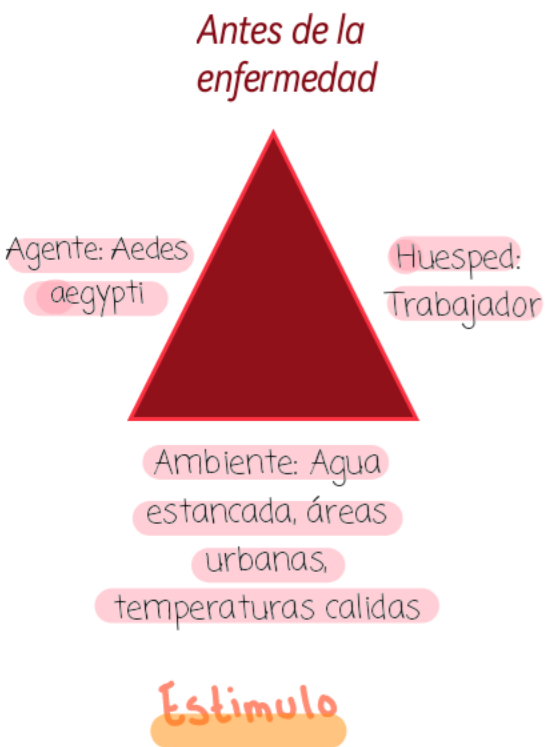 Antes de la
enfermedad
Agente: Aedes
aegypti
Huesped:
Trabajador
Ambiente: Agua
estancada, áreas
urbanas,
temperaturas calidas
Estimulo